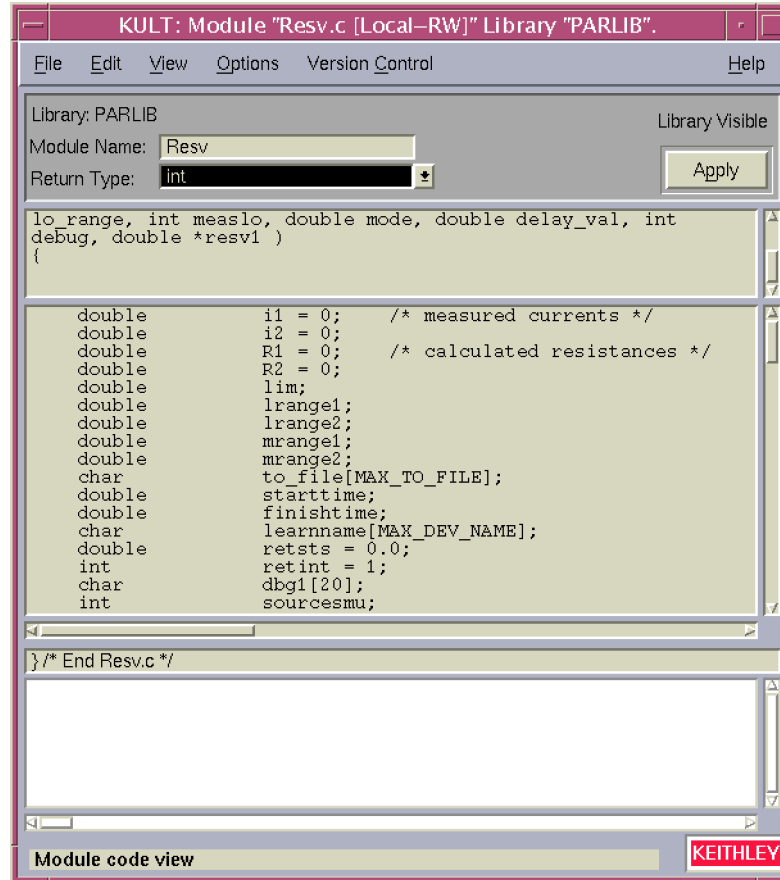 KULT: Module "Resv.c [Local–RW]" Library "PARLIB".
File Edit View Options Version Control Help
Library: PARLIB
Library Visible
Module Name: Resv
Return Type: int
Apply
lo_range, int measlo, double mode, double delay_val, int
debug, double *resv1 )
{
double i1 = 0; /* measured currents */
double i2 = 0;
double R1 = 0; /* calculated resistances */
double R2 = 0;
double lim;
double lrange1;
double lrange2;
double mrange1;
double mrange2;
char to_file[MAX_TO_FILE];
double starttime;
double finishtime;
char learnname[MAX_DEV_NAME];
double retsts = 0.0;
int retint = 1;
char dbg1[20];
int sourcesmu;
} /* End Resv.c */
Module code view
KEITHLEY